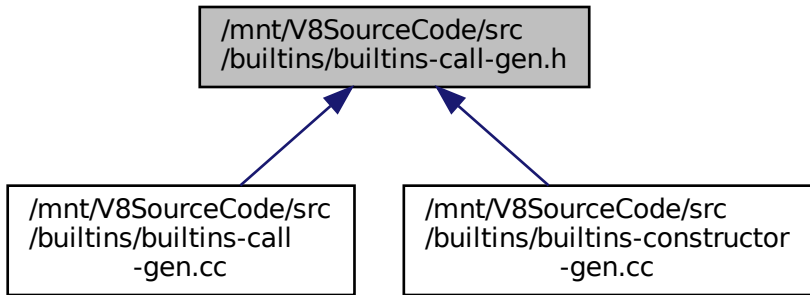 /mnt/V8SourceCode/src
/builtins/builtins-call-gen.h
/mnt/V8SourceCode/src
/builtins/builtins-call
-gen.cc
/mnt/V8SourceCode/src
/builtins/builtins-constructor
-gen.cc